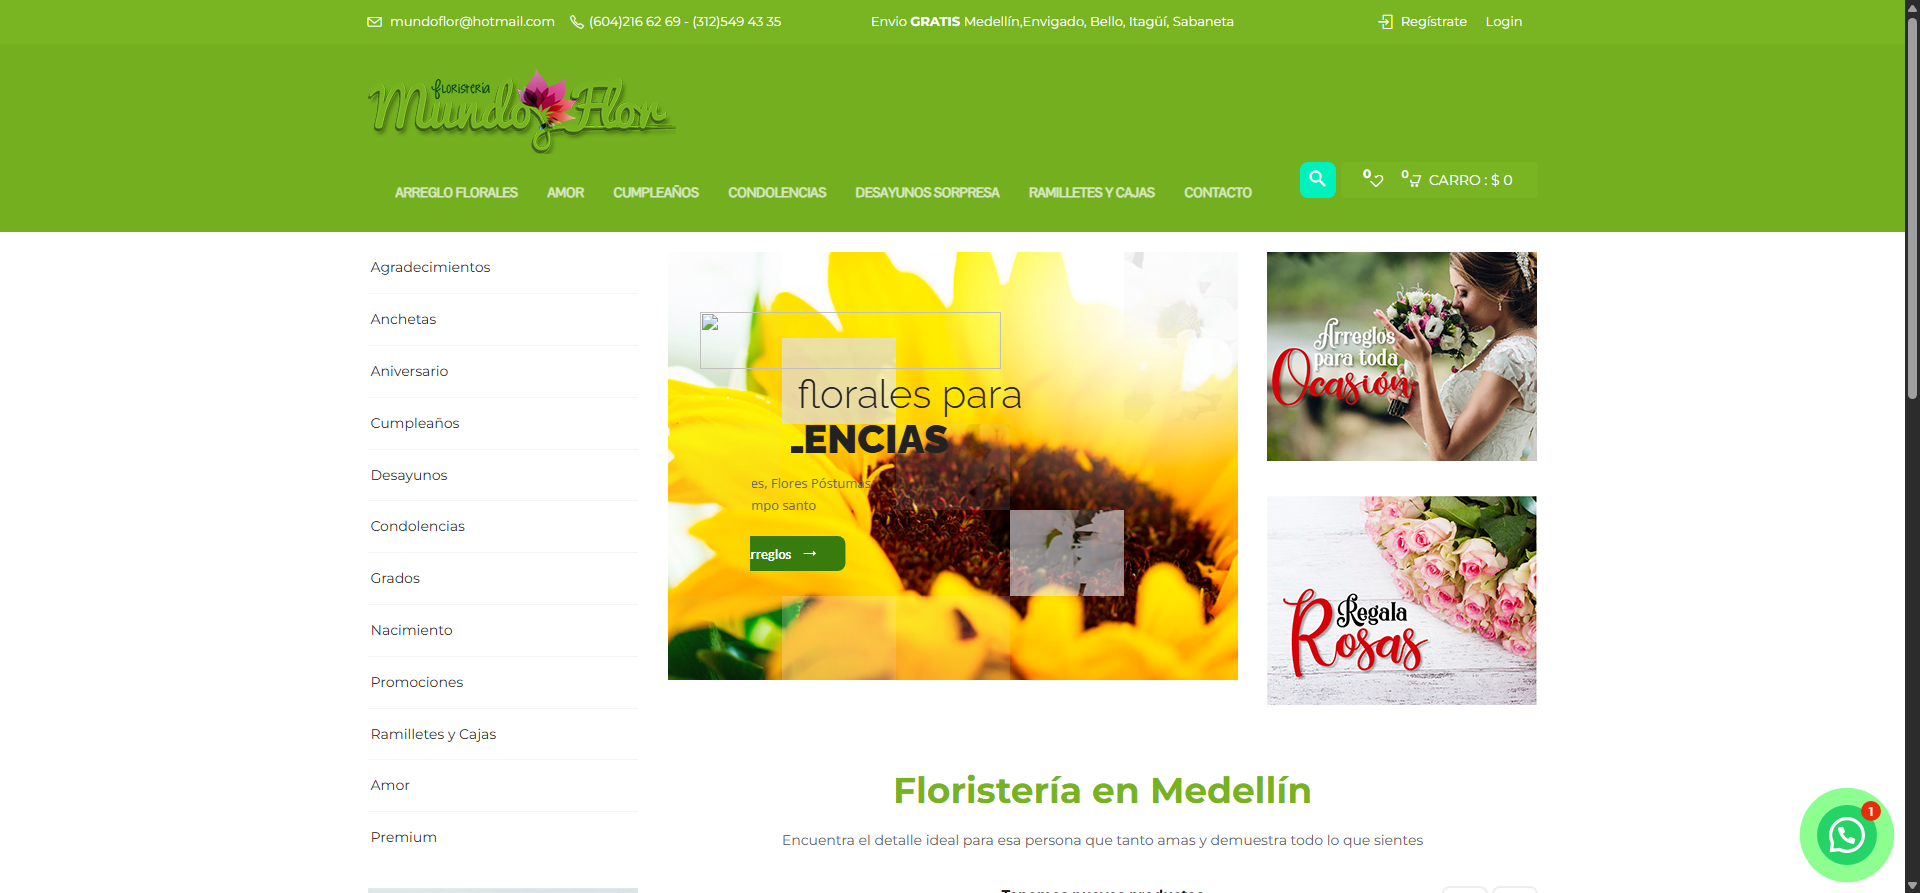 mundoflor@hotmail.com (604)216 62 69 - (312)549 43 35 Envio GRATIS Medellín,Envigado, Bello, Itagüí, Sabaneta Regístrate Login
floristería
Mundo Flor
ARREGLO FLORALES AMOR CUMPLEAÑOS CONDOLENCIAS DESAYUNOS SORPRESA RAMILLETES Y CAJAS CONTACTO 0 0 CARRO : $ 0
Agradecimientos
Anchetas
Aniversario
Cumpleaños
Desayunos
Condolencias
Grados
Nacimiento
Promociones
Ramilletes y Cajas
Amor
Premium
florales para
LENCIAS
es, Flores Póstumas
mpo santo
rreglos →
Arreglos
para toda
Ocasión
Regala
Rosas
Floristería en Medellín
Encuentra el detalle ideal para esa persona que tanto amas y demuestra todo lo que sientes
Tenemos nuevos productos
1